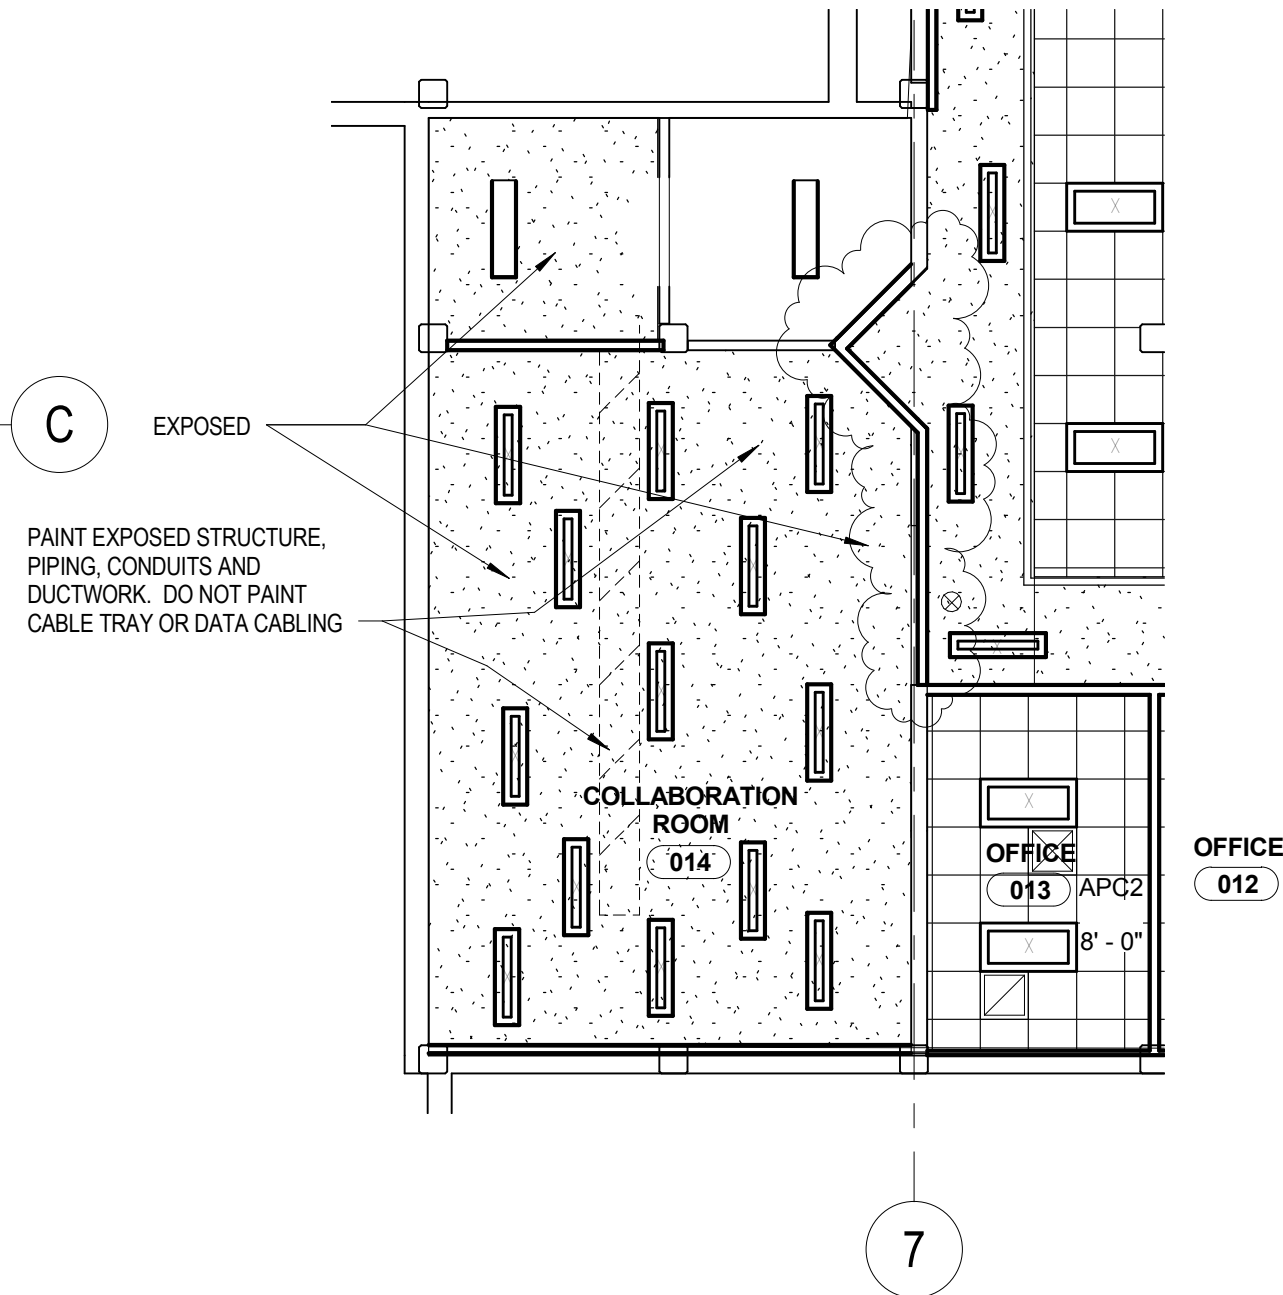 C
EXPOSED
PAINT EXPOSED STRUCTURE,
PIPING, CONDUITS AND
DUCTWORK.  DO NOT PAINT
CABLE TRAY OR DATA CABLING
COLLABORATION
ROOM
014
OFFICE
013
APC2
8' - 0"
OFFICE
012
7